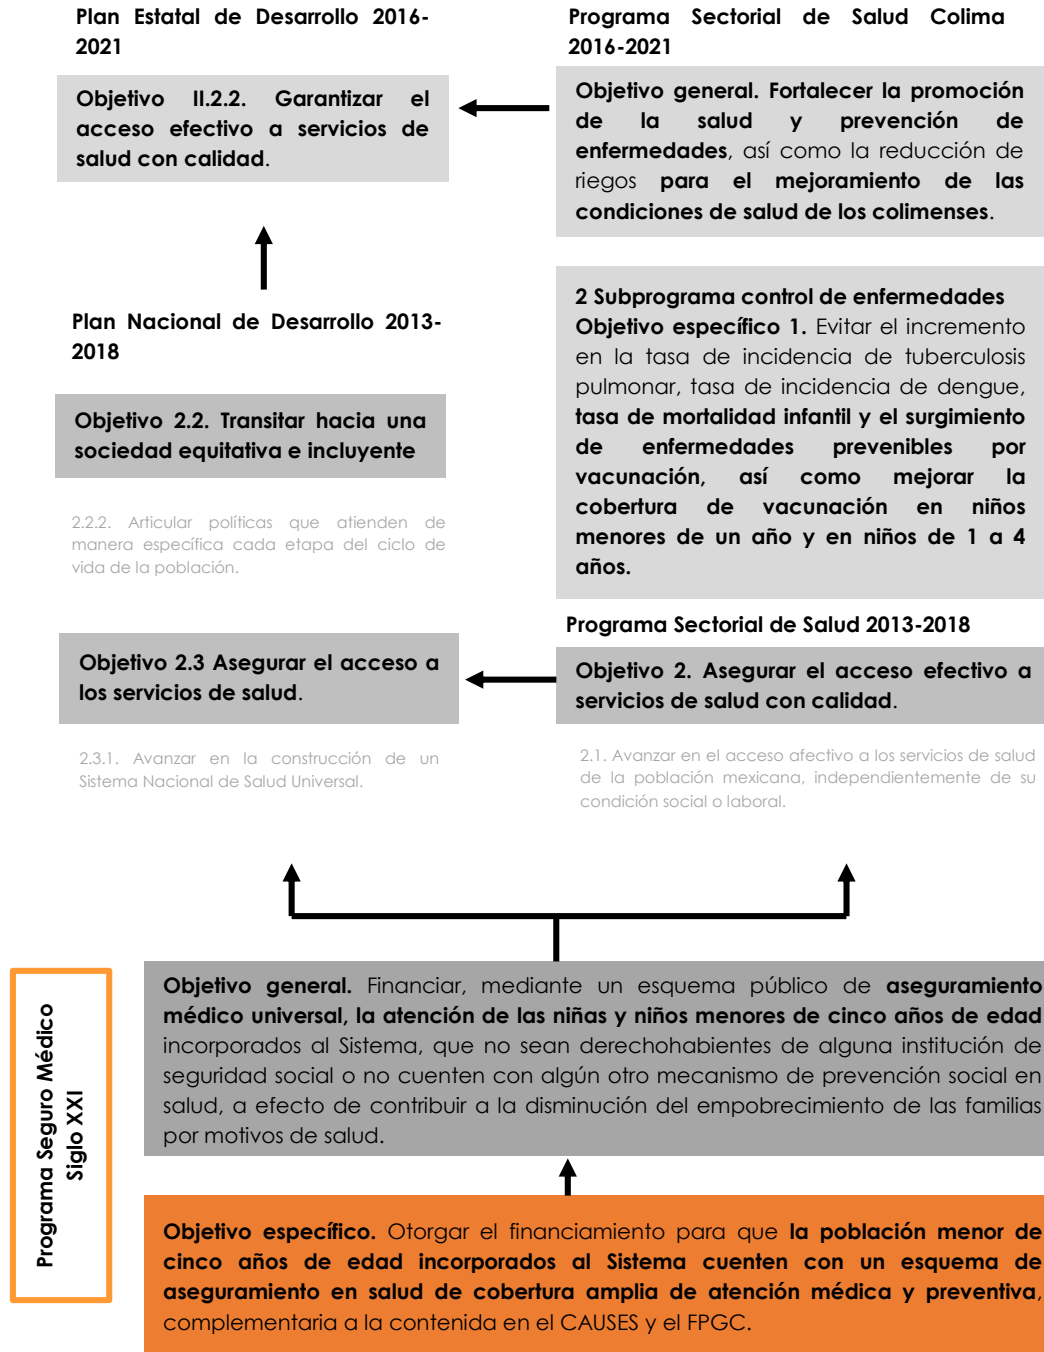 Plan Estatal de Desarrollo 2016-
2021
Objetivo II.2.2. Garantizar el
acceso efectivo a servicios de
salud con calidad.
Programa Sectorial de Salud Colima
2016-2021
Objetivo general. Fortalecer la promoción
de la salud y prevención de
enfermedades, así como la reducción de
riegos para el mejoramiento de las
condiciones de salud de los colimenses.
2 Subprograma control de enfermedades
Objetivo específico 1. Evitar el incremento
en la tasa de incidencia de tuberculosis
pulmonar, tasa de incidencia de dengue,
tasa de mortalidad infantil y el surgimiento
de enfermedades prevenibles por
vacunación, así como mejorar la
cobertura de vacunación en niños
menores de un año y en niños de 1 a 4
años.
Plan Nacional de Desarrollo 2013-
2018
Objetivo 2.2. Transitar hacia una
sociedad equitativa e incluyente
2.2.2. Articular políticas que atienden de
manera específica cada etapa del ciclo de
vida de la población.
Objetivo 2.3 Asegurar el acceso a
los servicios de salud.
2.3.1. Avanzar en la construcción de un
Sistema Nacional de Salud Universal.
Programa Sectorial de Salud 2013-2018
Objetivo 2. Asegurar el acceso efectivo a
servicios de salud con calidad.
2.1. Avanzar en el acceso afectivo a los servicios de salud
de la población mexicana, independientemente de su
condición social o laboral.
Programa Seguro Médico
Siglo XXI
Objetivo general. Financiar, mediante un esquema público de aseguramiento
médico universal, la atención de las niñas y niños menores de cinco años de edad
incorporados al Sistema, que no sean derechohabientes de alguna institución de
seguridad social o no cuenten con algún otro mecanismo de prevención social en
salud, a efecto de contribuir a la disminución del empobrecimiento de las familias
por motivos de salud.
Objetivo específico. Otorgar el financiamiento para que la población menor de
cinco años de edad incorporados al Sistema cuenten con un esquema de
aseguramiento en salud de cobertura amplia de atención médica y preventiva,
complementaria a la contenida en el CAUSES y el FPGC.